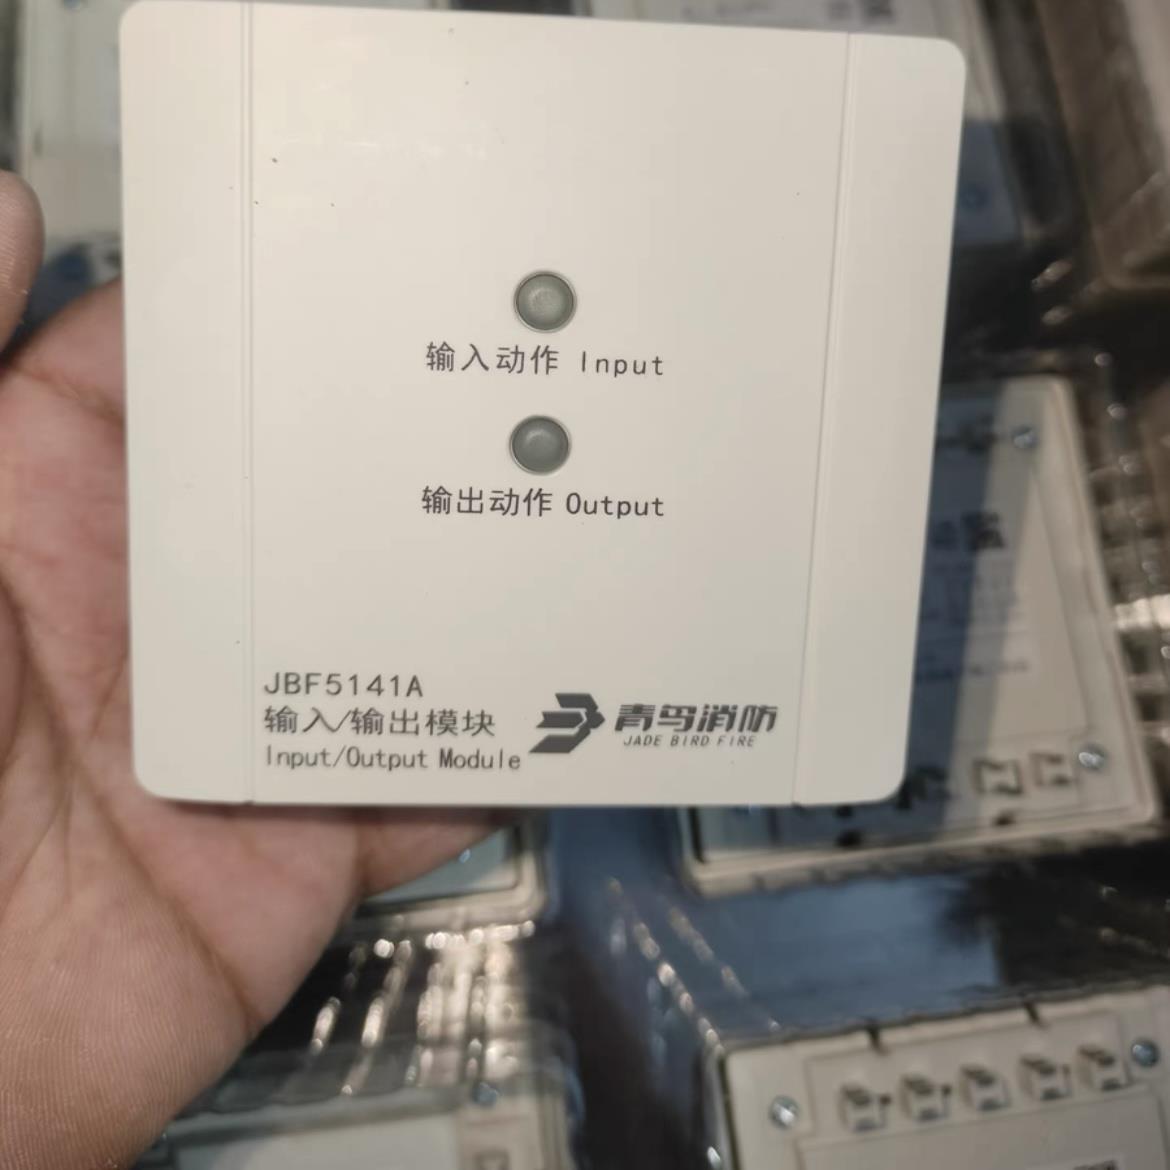 输入动作 Input
输出动作 Output
JBF5141A
输入/输出模块
Input/Output Module
青鸟消防
JADE BIRD FIRE